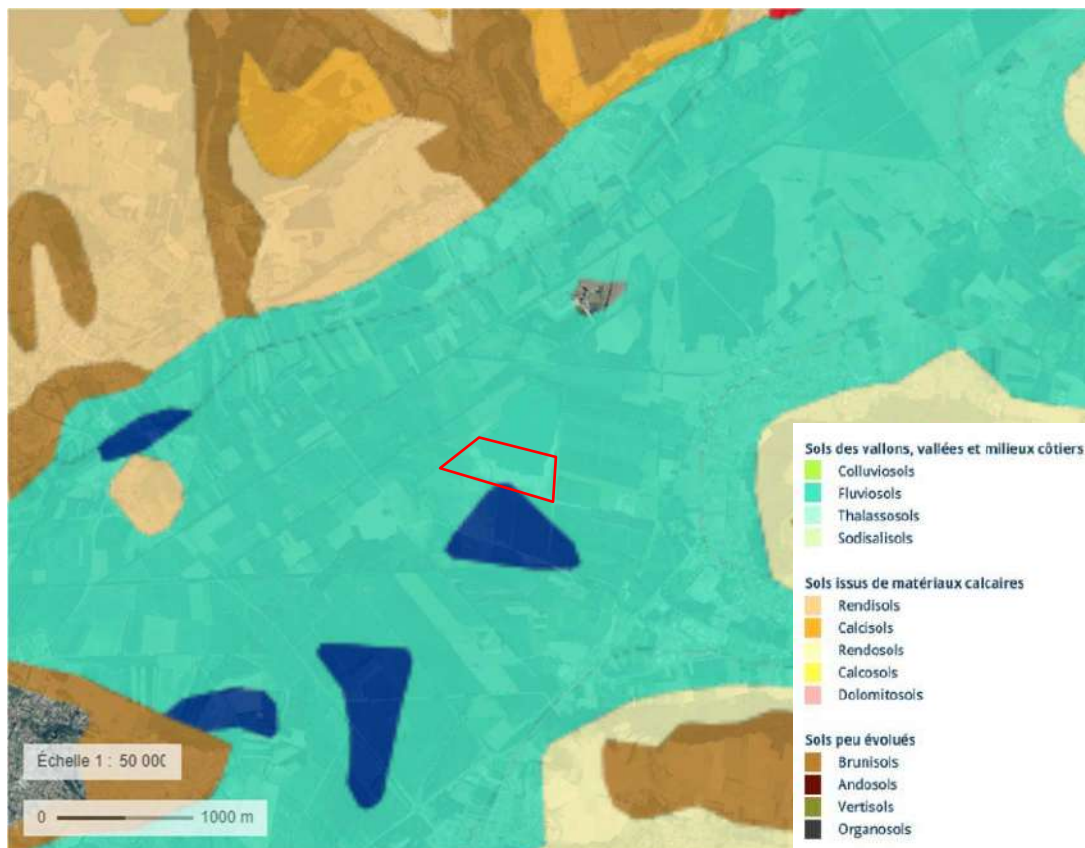 Sols des vallons, vallées et milieux côtiers
Colluviosols
Fluviosols
Thalassosols
Sodisalisols
Sols issus de matériaux calcaires
Rendisols
Calcisols
Rendosols
Calcosols
Dolomitosols
Sols peu évolués
Brunisols
Andosols
Vertisols
Organosols
Échelle 1 : 50 000
0 1000 m